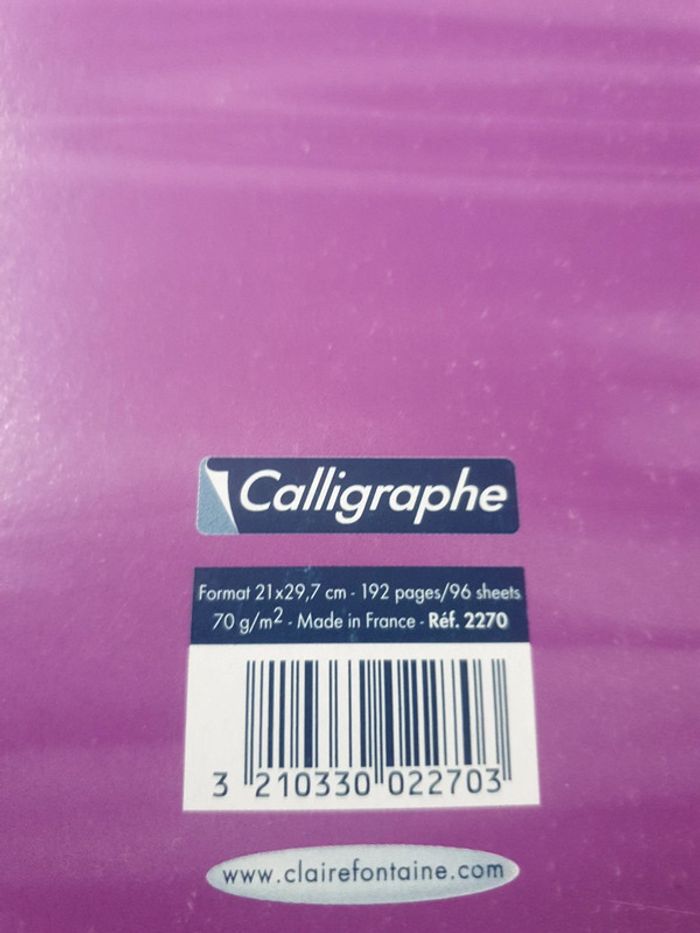 Calligraphe
Format 21x29,7 cm - 192 pages/96 sheets
70 g/m2 - Made in France - Réf. 2270
3 210330 022703
www.clairefontaine.com